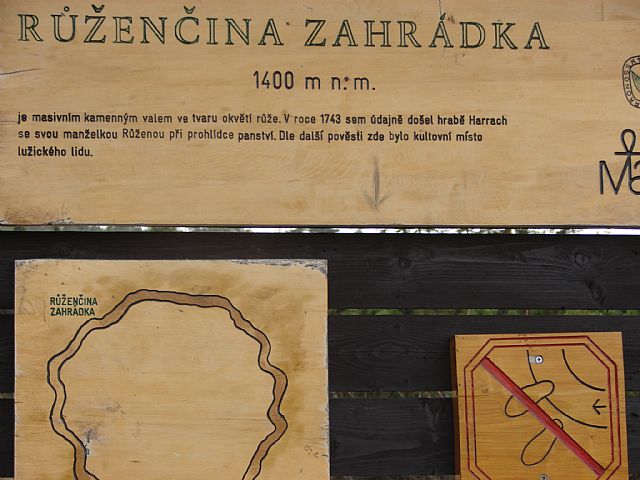 RŮŽENČINA ZAHRÁDKA
1400 m n. m.
je masivním kamenným valem ve tvaru okvětí růže. V roce 1743 sem údajně došel hrabě Harrach
se svou manželkou Růženou při prohlídce panství. Dle další pověsti zde bylo kultovní místo
lužického lidu.
RŮŽENČINA
ZAHRÁDKA